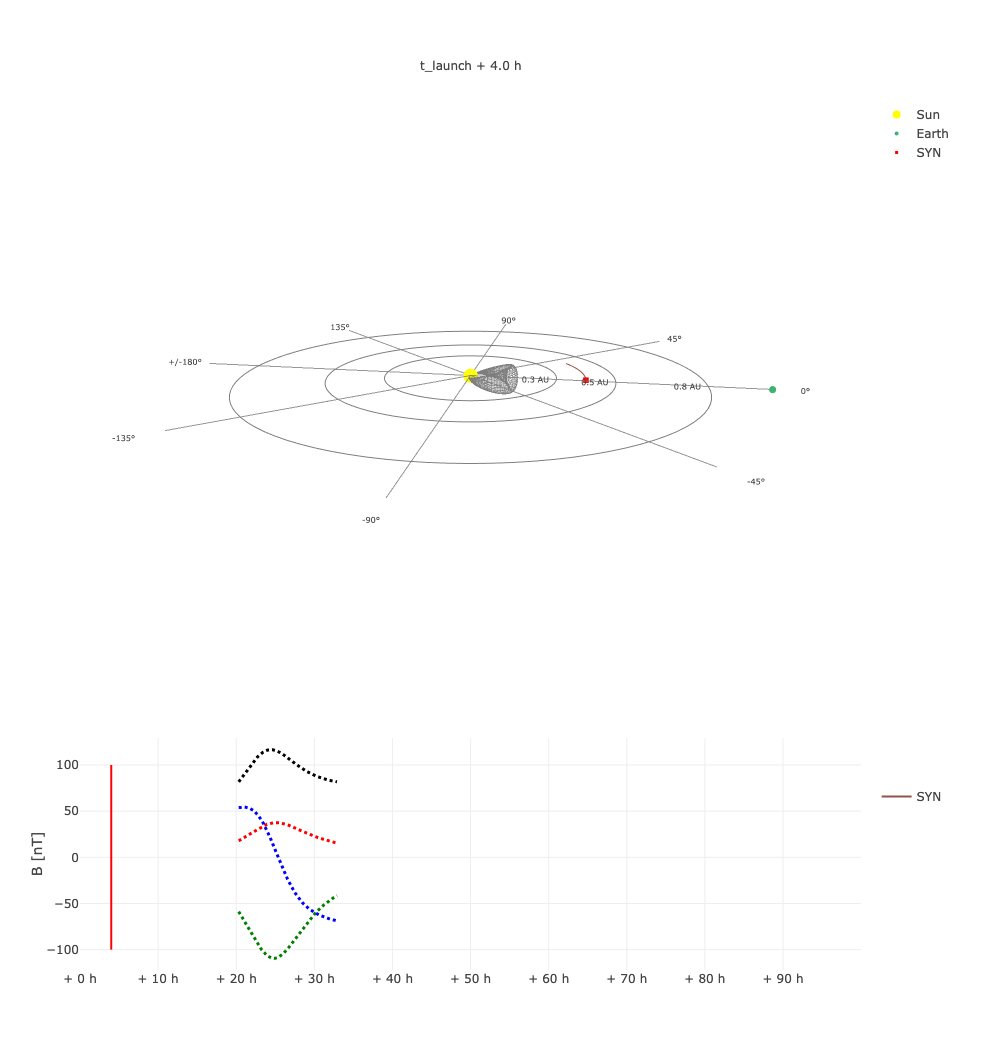 t_launch + 4.0 h
Sun
Earth
SYN
90°
135°
45°
+/-180°
0.3 AU
0.5 AU
0.8 AU
0°
-135°
-45°
-90°
100
50
0
−50
−100
B [nT]
+ 0 h
+ 10 h
+ 20 h
+ 30 h
+ 40 h
+ 50 h
+ 60 h
+ 70 h
+ 80 h
+ 90 h
SYN